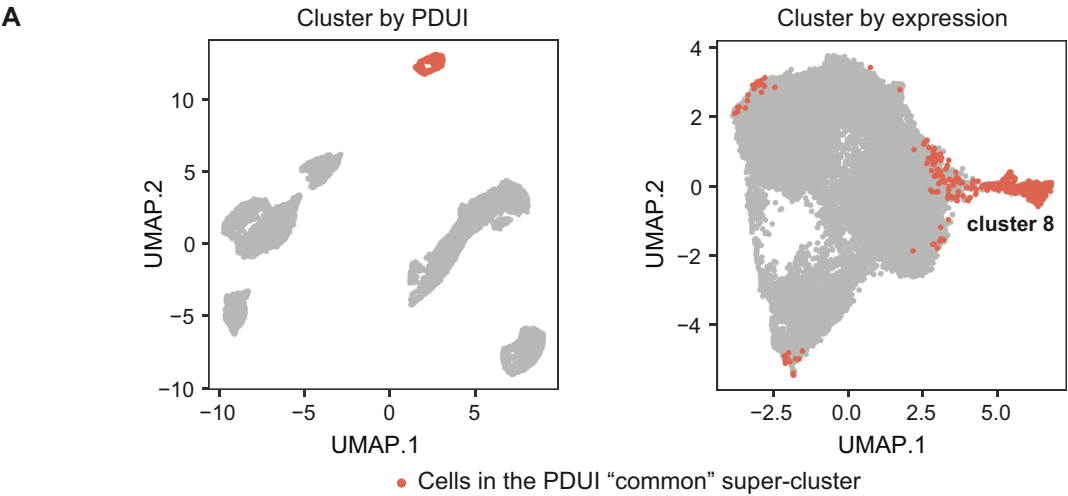 A
Cluster by PDUI
Cluster by expression
UMAP.2
10
5
0
−5
−10
−10
−5
0
5
UMAP.1
UMAP.2
4
2
0
−2
−4
cluster 8
−2.5
0.0
2.5
5.0
UMAP.1
Cells in the PDUI “common” super-cluster